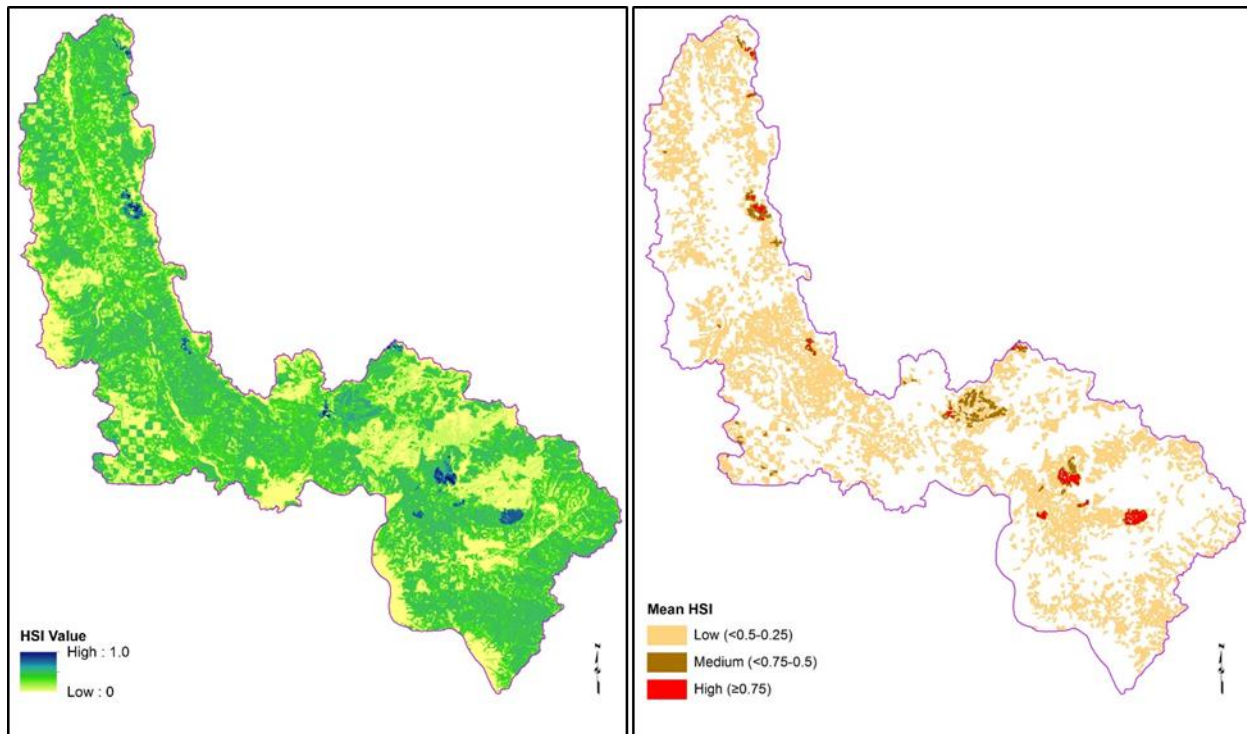 HSI Value
High : 1.0
Low : 0
Mean HSI
Low (<0.5-0.25)
Medium (<0.75-0.5)
High (≥0.75)